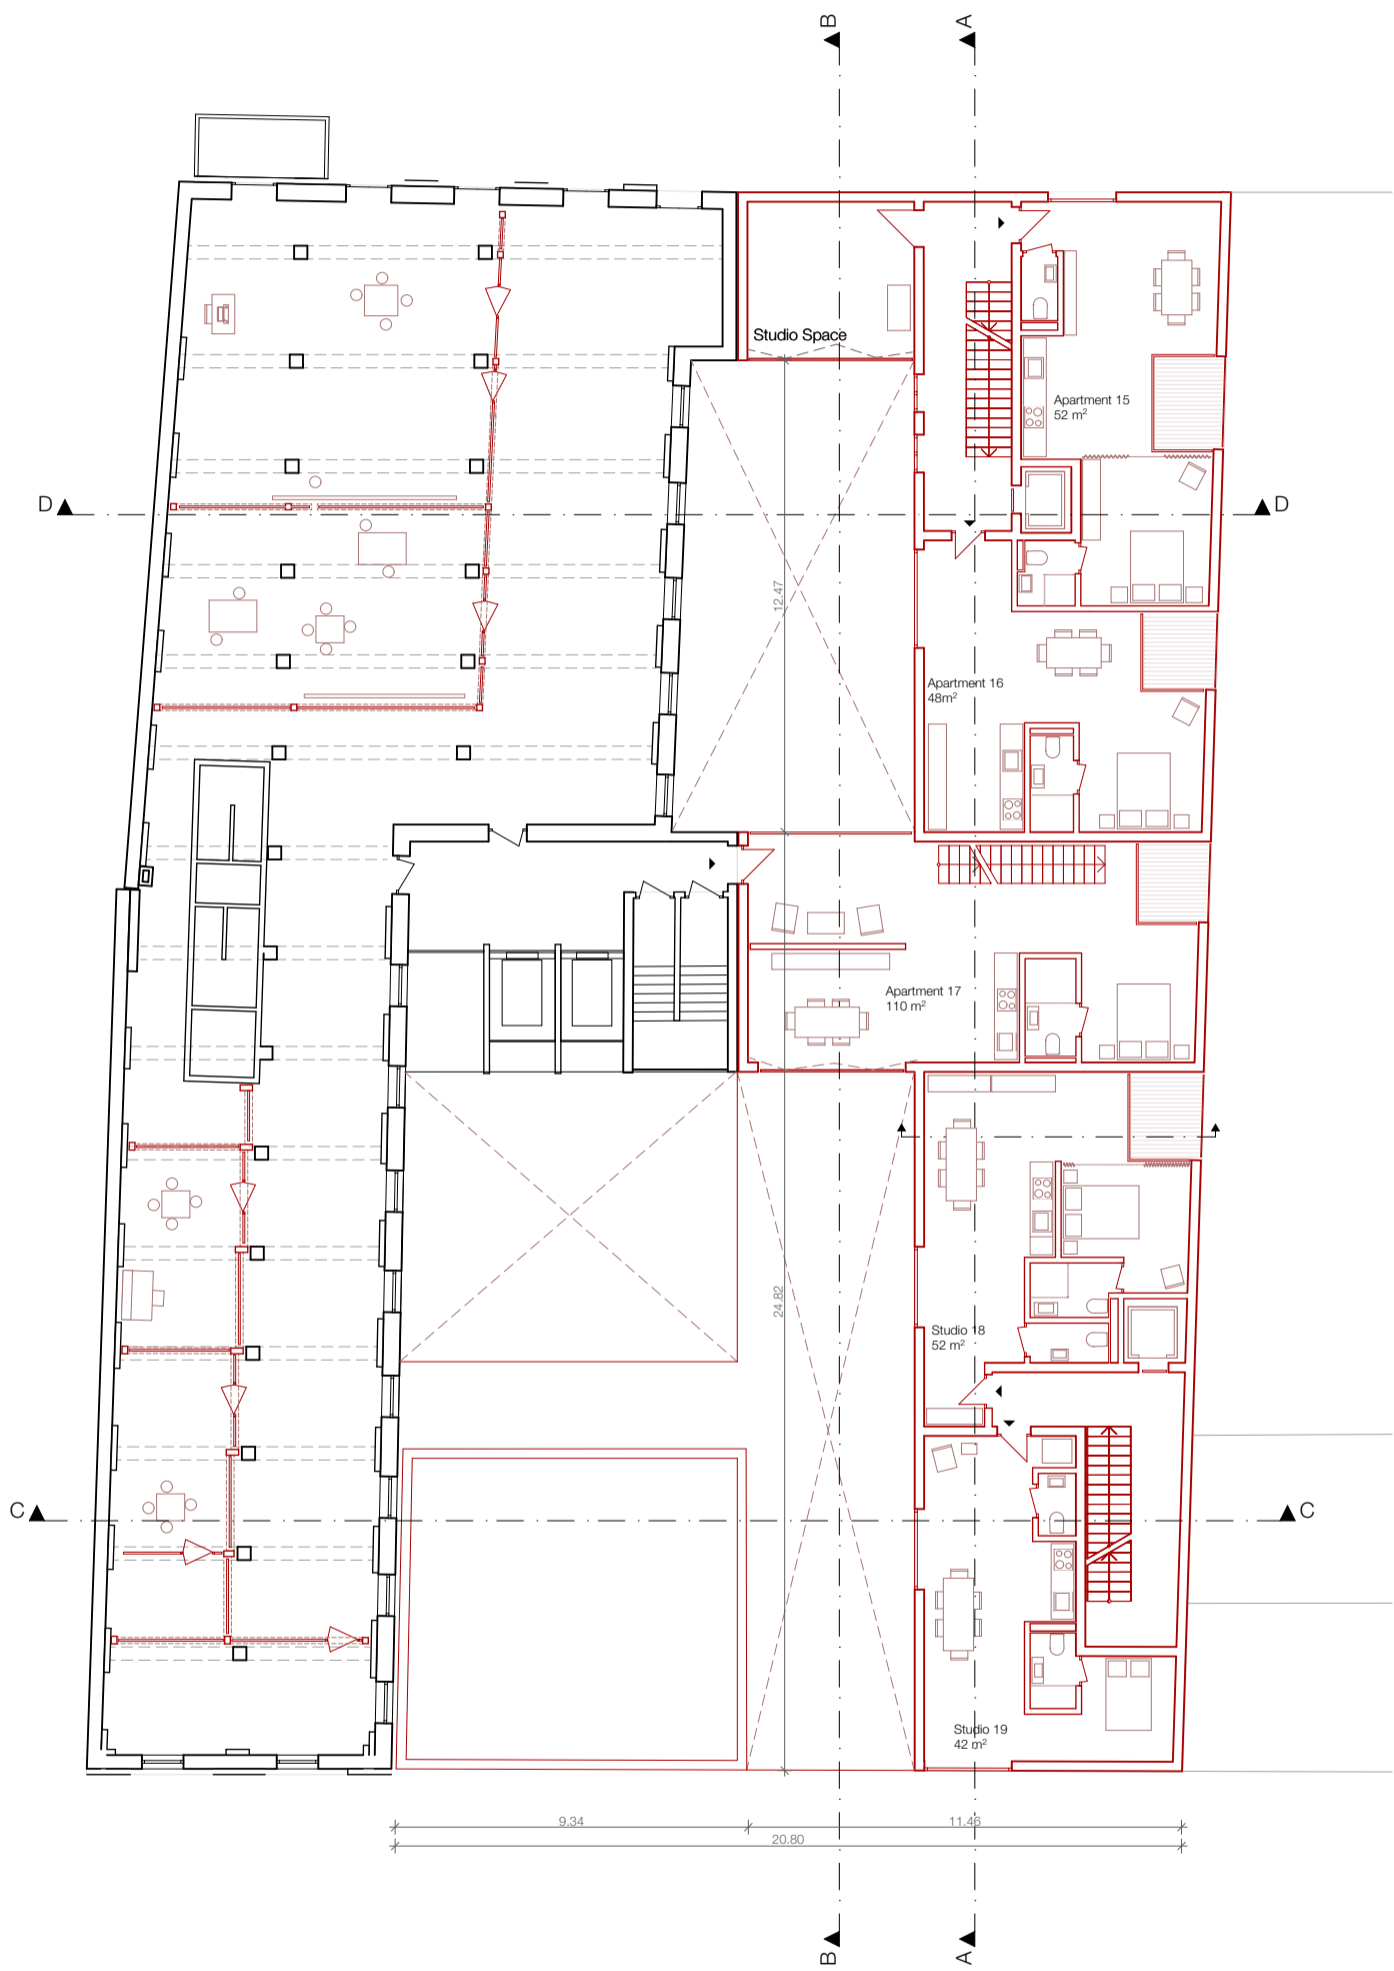 B
A
Studio Space
Apartment 15
52 m²
D
D
12.47
Apartment 16
48m²
Apartment 17
110 m²
24.82
Studio 18
52 m²
C
C
Studio 19
42 m²
9.34
11.46
20.80
B
A